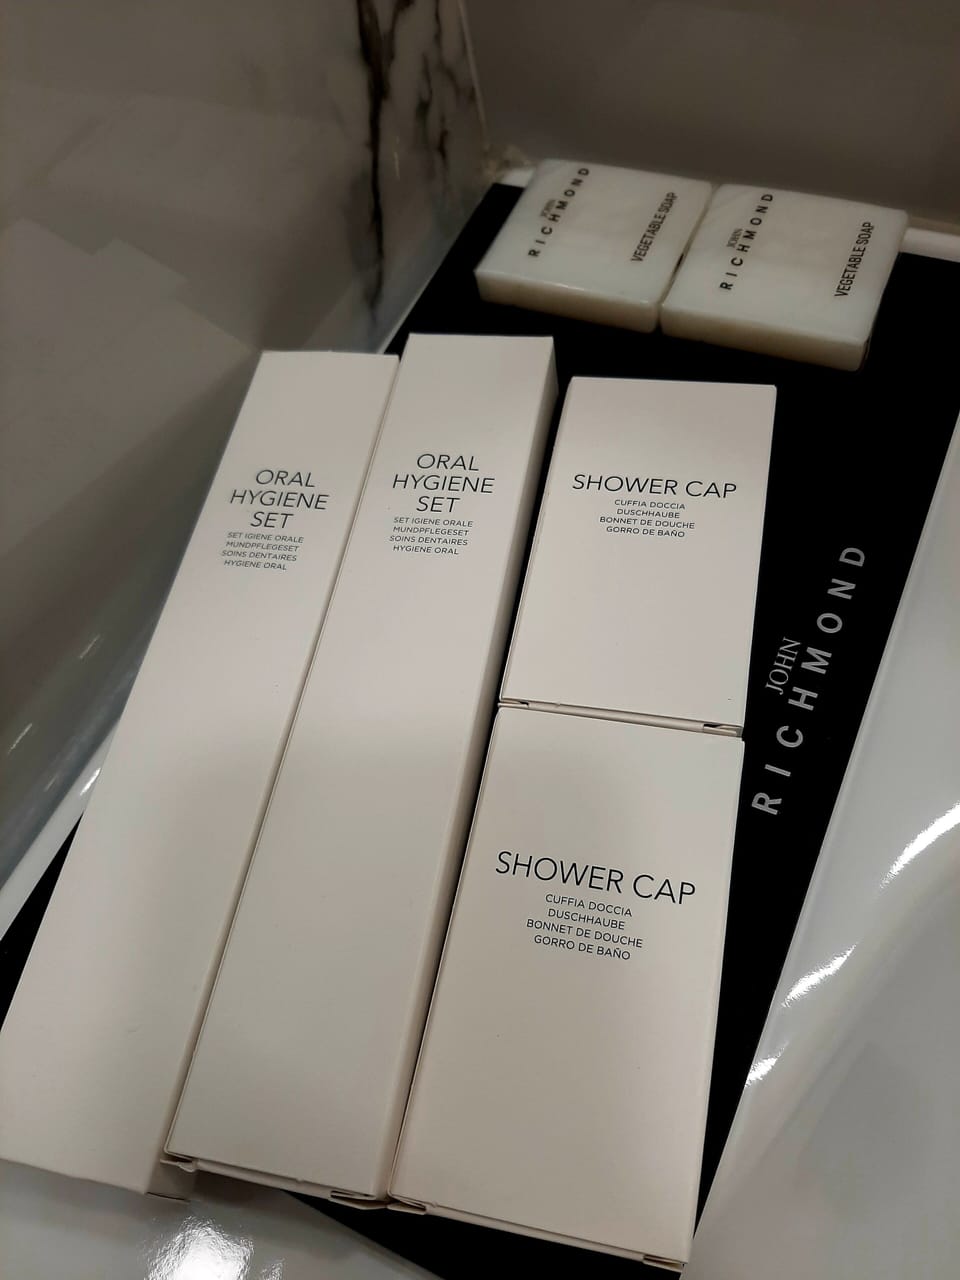 JOHN
RICHMOND
VEGETABLE SOAP
JOHN
RICHMOND
VEGETABLE SOAP
ORAL
HYGIENE
SET
SET IGIENE ORALE
MUNDPFLEGESET
SOINS DENTAIRES
HYGIENE ORAL
ORAL
HYGIENE
SET
SET IGIENE ORALE
MUNDPFLEGESET
SOINS DENTAIRES
HYGIENE ORAL
SHOWER CAP
CUFFIA DOCCIA
DUSCHHAUBE
BONNET DE DOUCHE
GORRO DE BAÑO
JOHN
RICHMOND
SHOWER CAP
CUFFIA DOCCIA
DUSCHHAUBE
BONNET DE DOUCHE
GORRO DE BAÑO